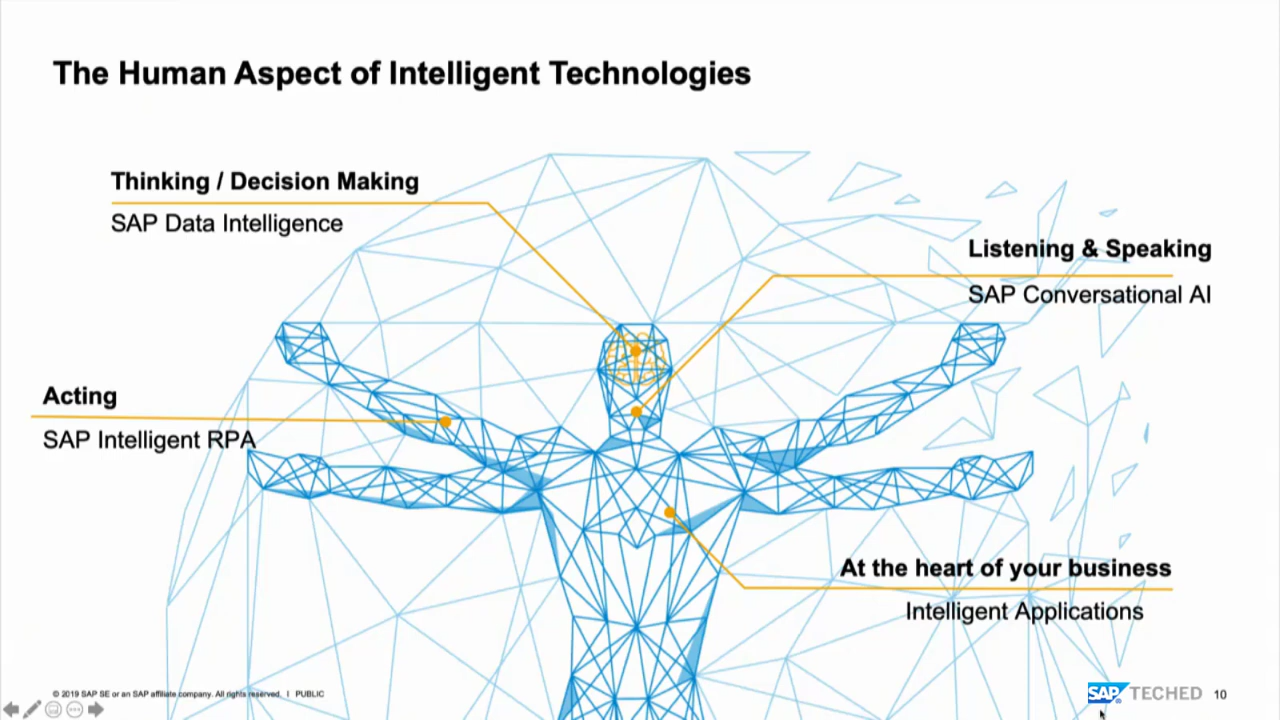 The Human Aspect of Intelligent Technologies
Thinking / Decision Making
SAP Data Intelligence
Listening & Speaking
SAP Conversational AI
Acting
SAP Intelligent RPA
At the heart of your business
Intelligent Applications
© 2019 SAP SE or an SAP affiliate company. All rights reserved. | PUBLIC
SAP TECHED 10